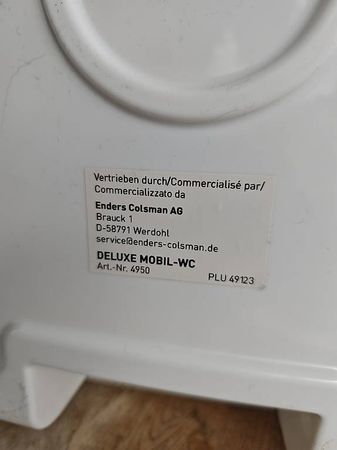 Vertrieben durch/Commercialisé par/
Commercializzato da
Enders Colsman AG
Brauck 1
D-58791 Werdohl
service@enders-colsman.de
DELUXE MOBIL-WC
Art.-Nr. 4950 PLU 49123